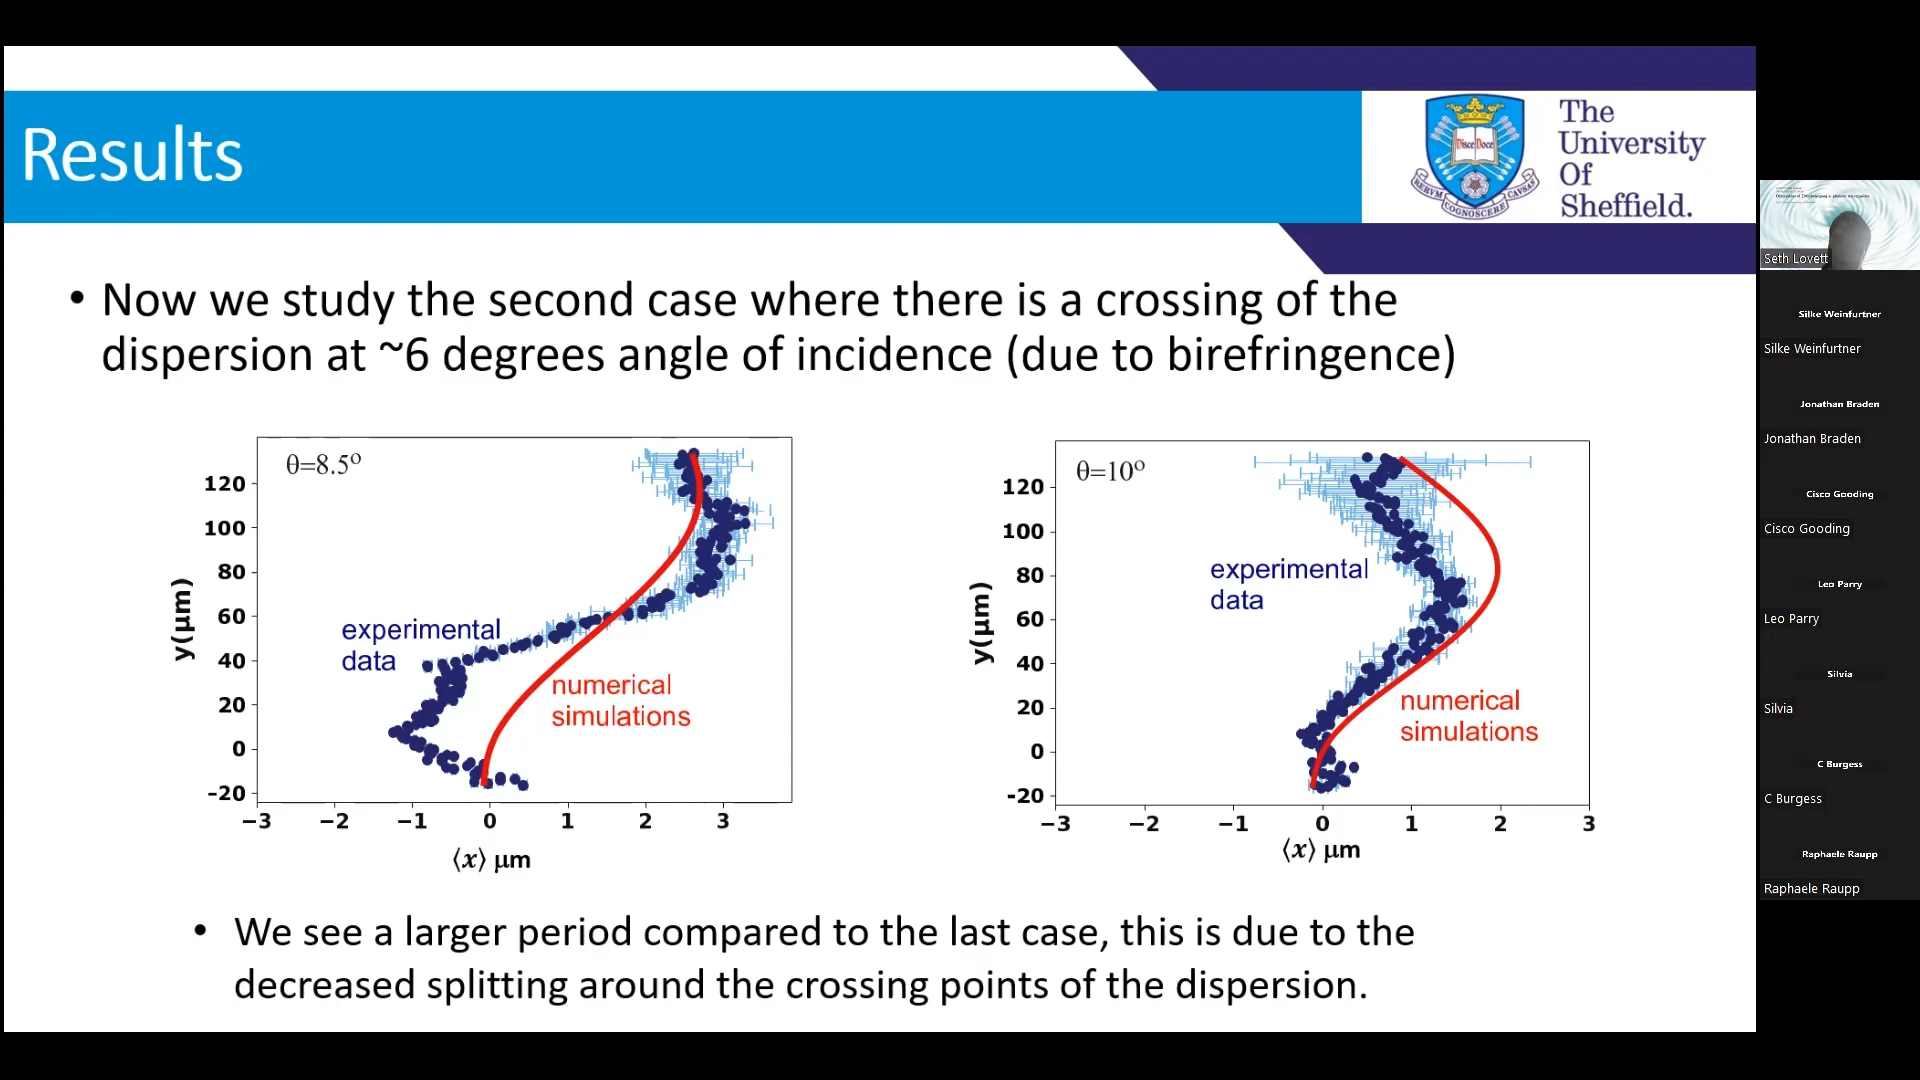 Results
The
University
Of
Sheffield.
Disce Doce
RERVM COGNOSCERE CAVSAS
• Now we study the second case where there is a crossing of the
dispersion at ~6 degrees angle of incidence (due to birefringence)
θ=8.5°
120
100
80
60
40
20
0
−20
y(μm)
experimental
data
numerical
simulations
−3 −2 −1 0 1 2 3
⟨x⟩ μm
θ=10°
120
100
80
60
40
20
0
-20
y(μm)
experimental
data
numerical
simulations
−3 −2 −1 0 1 2 3
⟨x⟩ μm
• We see a larger period compared to the last case, this is due to the
decreased splitting around the crossing points of the dispersion.
Seth Lovett
Silke Weinfurtner
Silke Weinfurtner
Jonathan Braden
Jonathan Braden
Cisco Gooding
Cisco Gooding
Leo Parry
Leo Parry
Silvia
Silvia
C Burgess
C Burgess
Raphaele Raupp
Raphaele Raupp